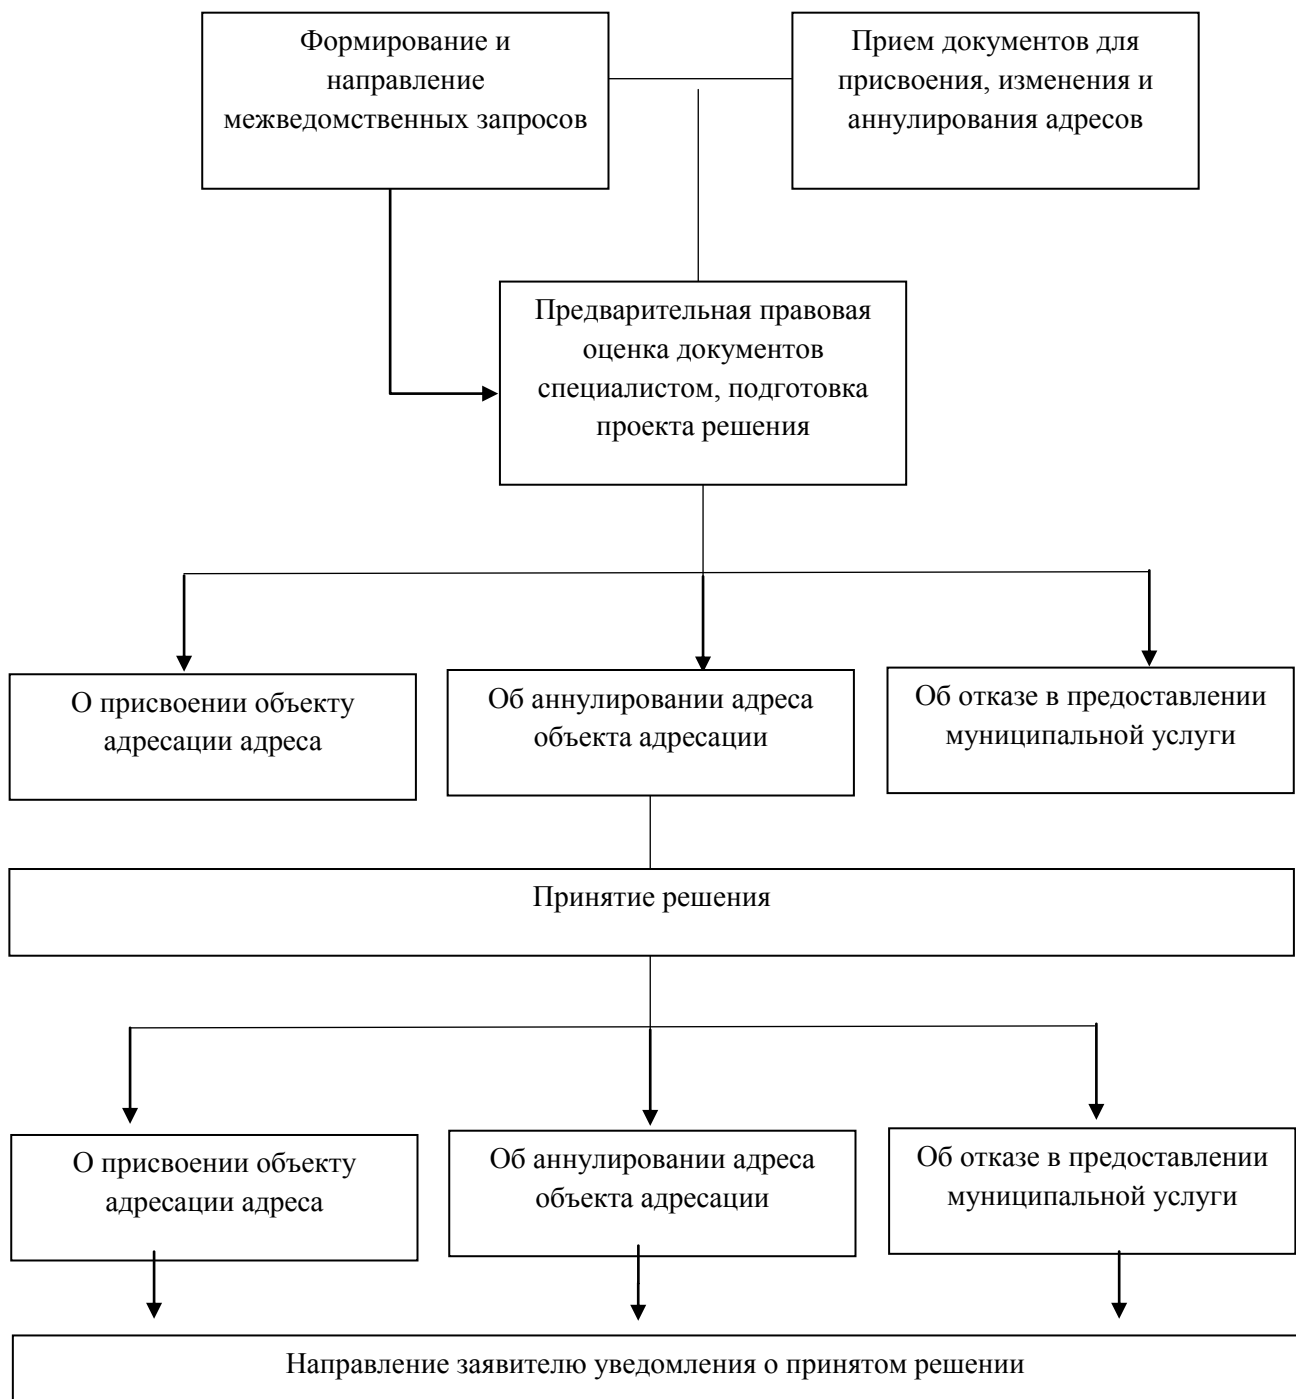 Формирование и
направление
межведомственных запросов
Прием документов для
присвоения, изменения и
аннулирования адресов
Предварительная правовая
оценка документов
специалистом, подготовка
проекта решения
О присвоении объекту
адресации адреса
Об аннулировании адреса
объекта адресации
Об отказе в предоставлении
муниципальной услуги
Принятие решения
О присвоении объекту
адресации адреса
Об аннулировании адреса
объекта адресации
Об отказе в предоставлении
муниципальной услуги
Направление заявителю уведомления о принятом решении